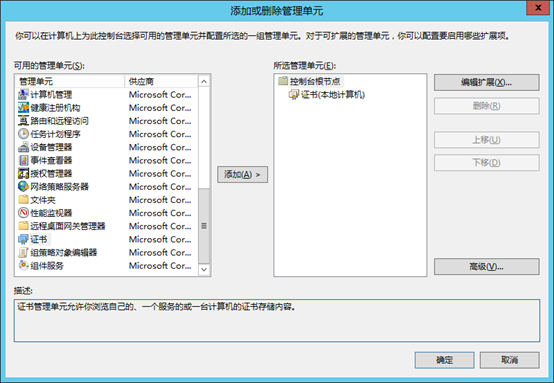 添加或删除管理单元
x
你可以在计算机上为此控制台选择可用的管理单元并配置所选的一组管理单元。对于可扩展的管理单元，你可以配置要启用哪些扩展项。
可用的管理单元(S):
所选管理单元(E):
管理单元 供应商
计算机管理 Microsoft Cor...
健康注册机构 Microsoft Cor...
路由和远程访问 Microsoft Cor...
任务计划程序 Microsoft Cor...
设备管理器 Microsoft Cor...
事件查看器 Microsoft Cor...
授权管理器 Microsoft Cor...
网络策略服务器 Microsoft Cor...
文件夹 Microsoft Cor...
性能监视器 Microsoft Cor...
远程桌面网关管理器 Microsoft Cor...
证书 Microsoft Cor...
组策略对象编辑器 Microsoft Cor...
组件服务 Microsoft Cor...
添加(A) >
控制台根节点
证书(本地计算机)
编辑扩展(X)...
删除(R)
上移(U)
下移(D)
高级(V)...
描述:
证书管理单元允许你浏览自己的、一个服务的或一台计算机的证书存储内容。
确定
取消